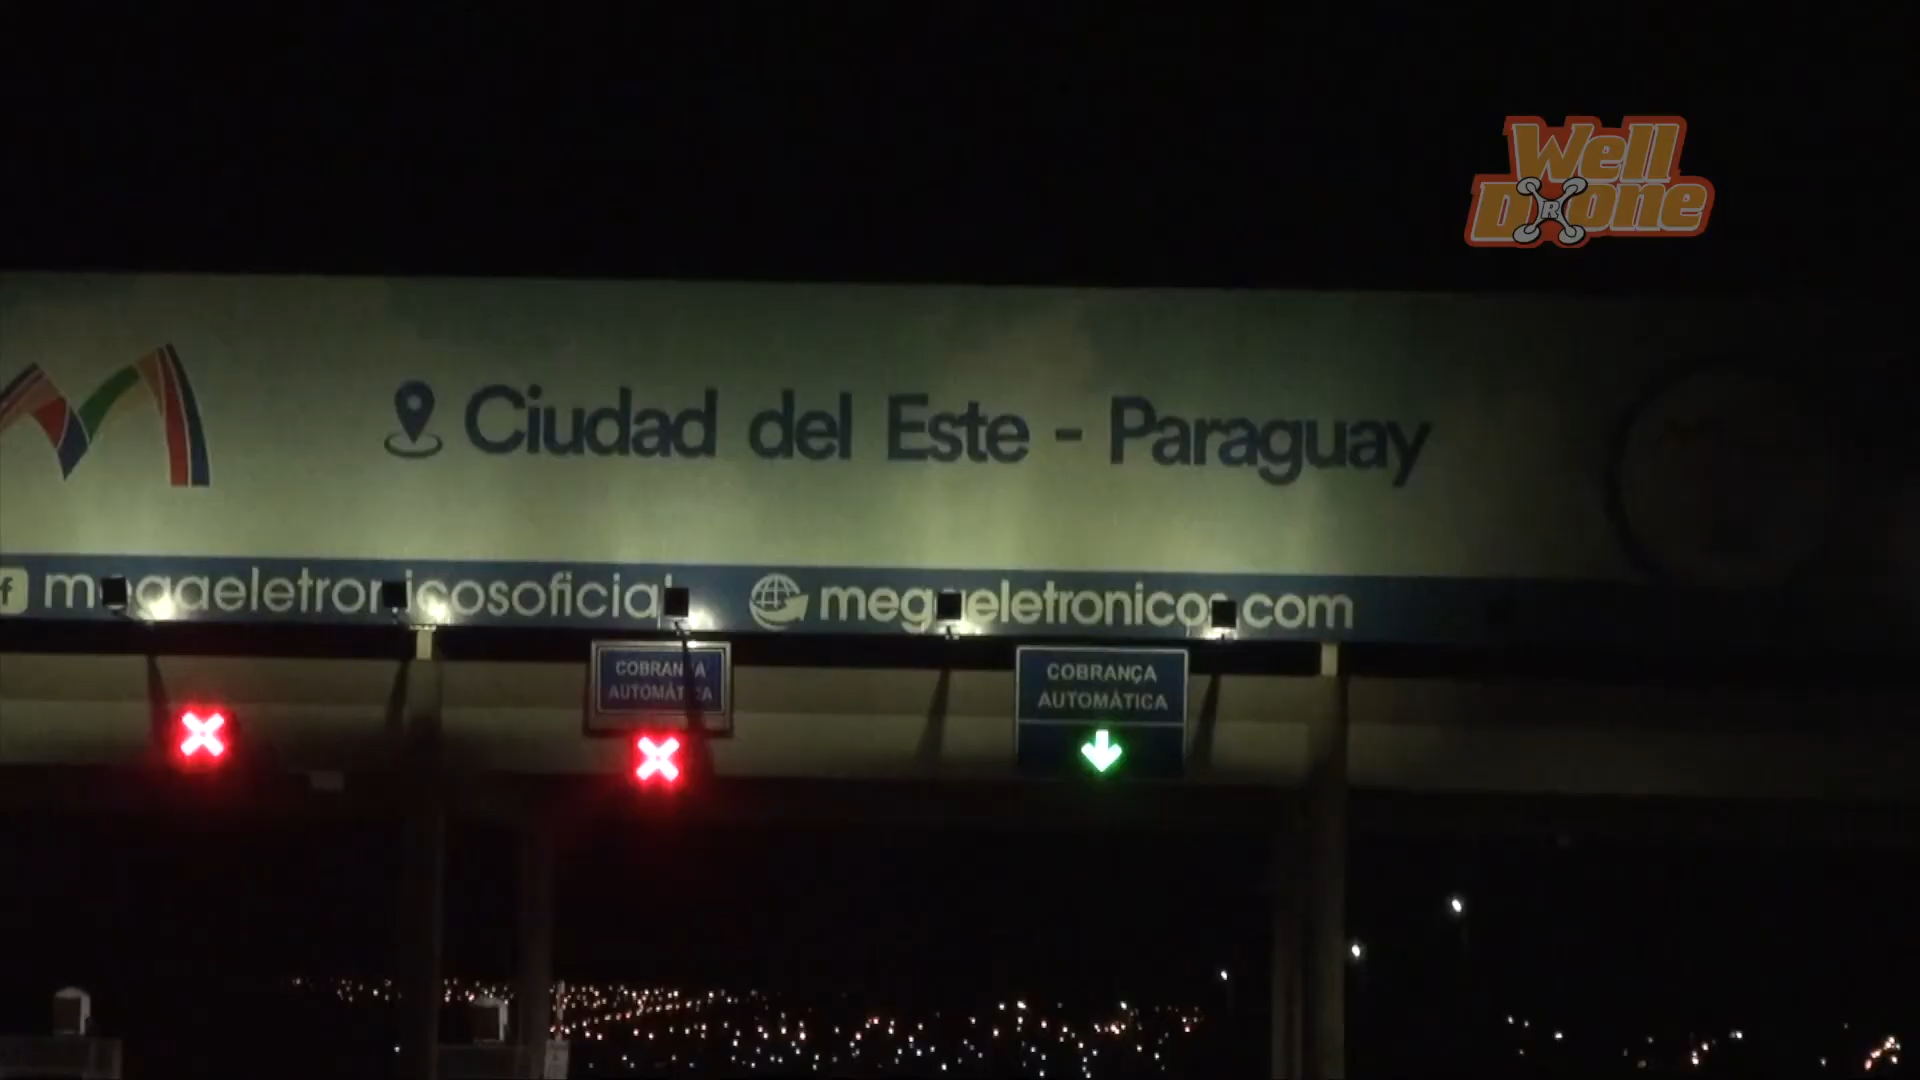 Well
DRone
Ciudad del Este - Paraguay
f megaeletronicosoficial megaeletronicos.com
COBRANÇA
AUTOMÁTICA
COBRANÇA
AUTOMÁTICA